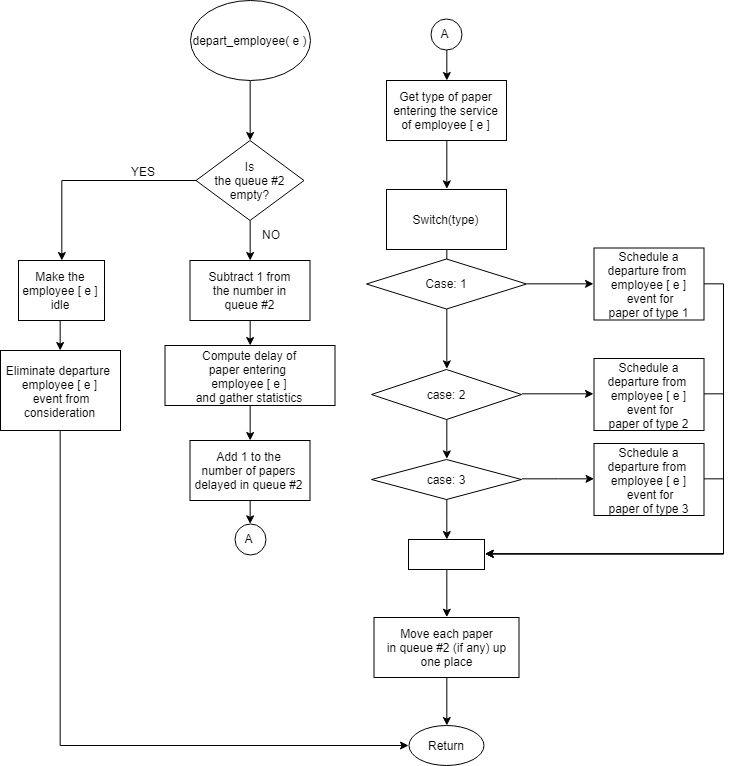 depart_employee( e )
Is
the queue #2
empty?
YES
NO
Make the
employee [ e ]
idle
Eliminate departure
employee [ e ]
event from
consideration
Subtract 1 from
the number in
queue #2
Compute delay of
paper entering
employee [ e ]
and gather statistics
Add 1 to the
number of papers
delayed in queue #2
A
A
Get type of paper
entering the service
of employee [ e ]
Switch(type)
Case: 1
Schedule a
departure from
employee [ e ]
event for
paper of type 1
case: 2
Schedule a
departure from
employee [ e ]
event for
paper of type 2
case: 3
Schedule a
departure from
employee [ e ]
event for
paper of type 3
Move each paper
in queue #2 (if any) up
one place
Return